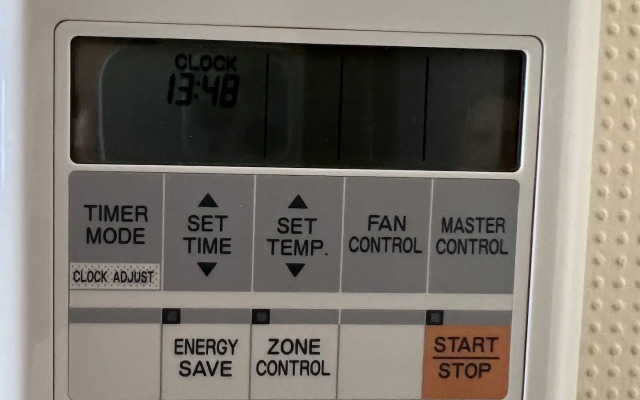 CLOCK
13:48
TIMER
MODE
CLOCK ADJUST
▲
SET
TIME
▼
▲
SET
TEMP.
▼
FAN
CONTROL
MASTER
CONTROL
ENERGY
SAVE
ZONE
CONTROL
START
STOP